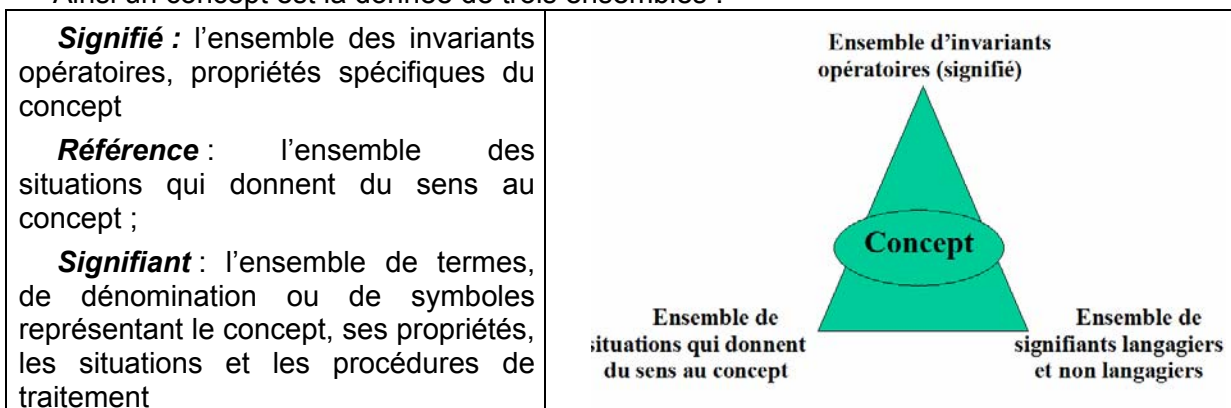 Ainsi un concept est la donnée de trois ensembles :
Signifié : l'ensemble des invariants
opératoires, propriétés spécifiques du
concept
Référence : l'ensemble des
situations qui donnent du sens au
concept ;
Signifiant : l'ensemble de termes,
de dénomination ou de symboles
représentant le concept, ses propriétés,
les situations et les procédures de
traitement
Ensemble d'invariants
opératoires (signifié)
Concept
Ensemble de
situations qui donnent
du sens au concept
Ensemble de
signifiants langagiers
et non langagiers